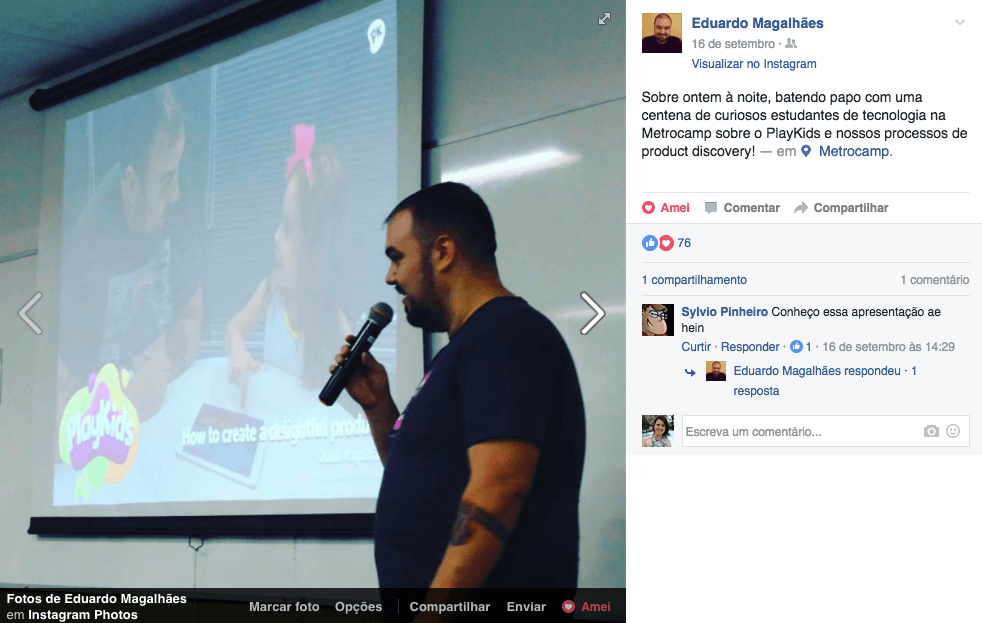 PK
PlayKids
How to create a delightful produ
Fotos de Eduardo Magalhães
em Instagram Photos
Marcar foto Opções Compartilhar Enviar Amei
Eduardo Magalhães
16 de setembro ·
Visualizar no Instagram
Sobre ontem à noite, batendo papo com uma
centena de curiosos estudantes de tecnologia na
Metrocamp sobre o PlayKids e nossos processos de
product discovery! — em Metrocamp.
Amei Comentar Compartilhar
76
1 compartilhamento 1 comentário
Sylvio Pinheiro Conheço essa apresentação ae
hein
Curtir · Responder · 1 · 16 de setembro às 14:29
Eduardo Magalhães respondeu · 1
resposta
Escreva um comentário...